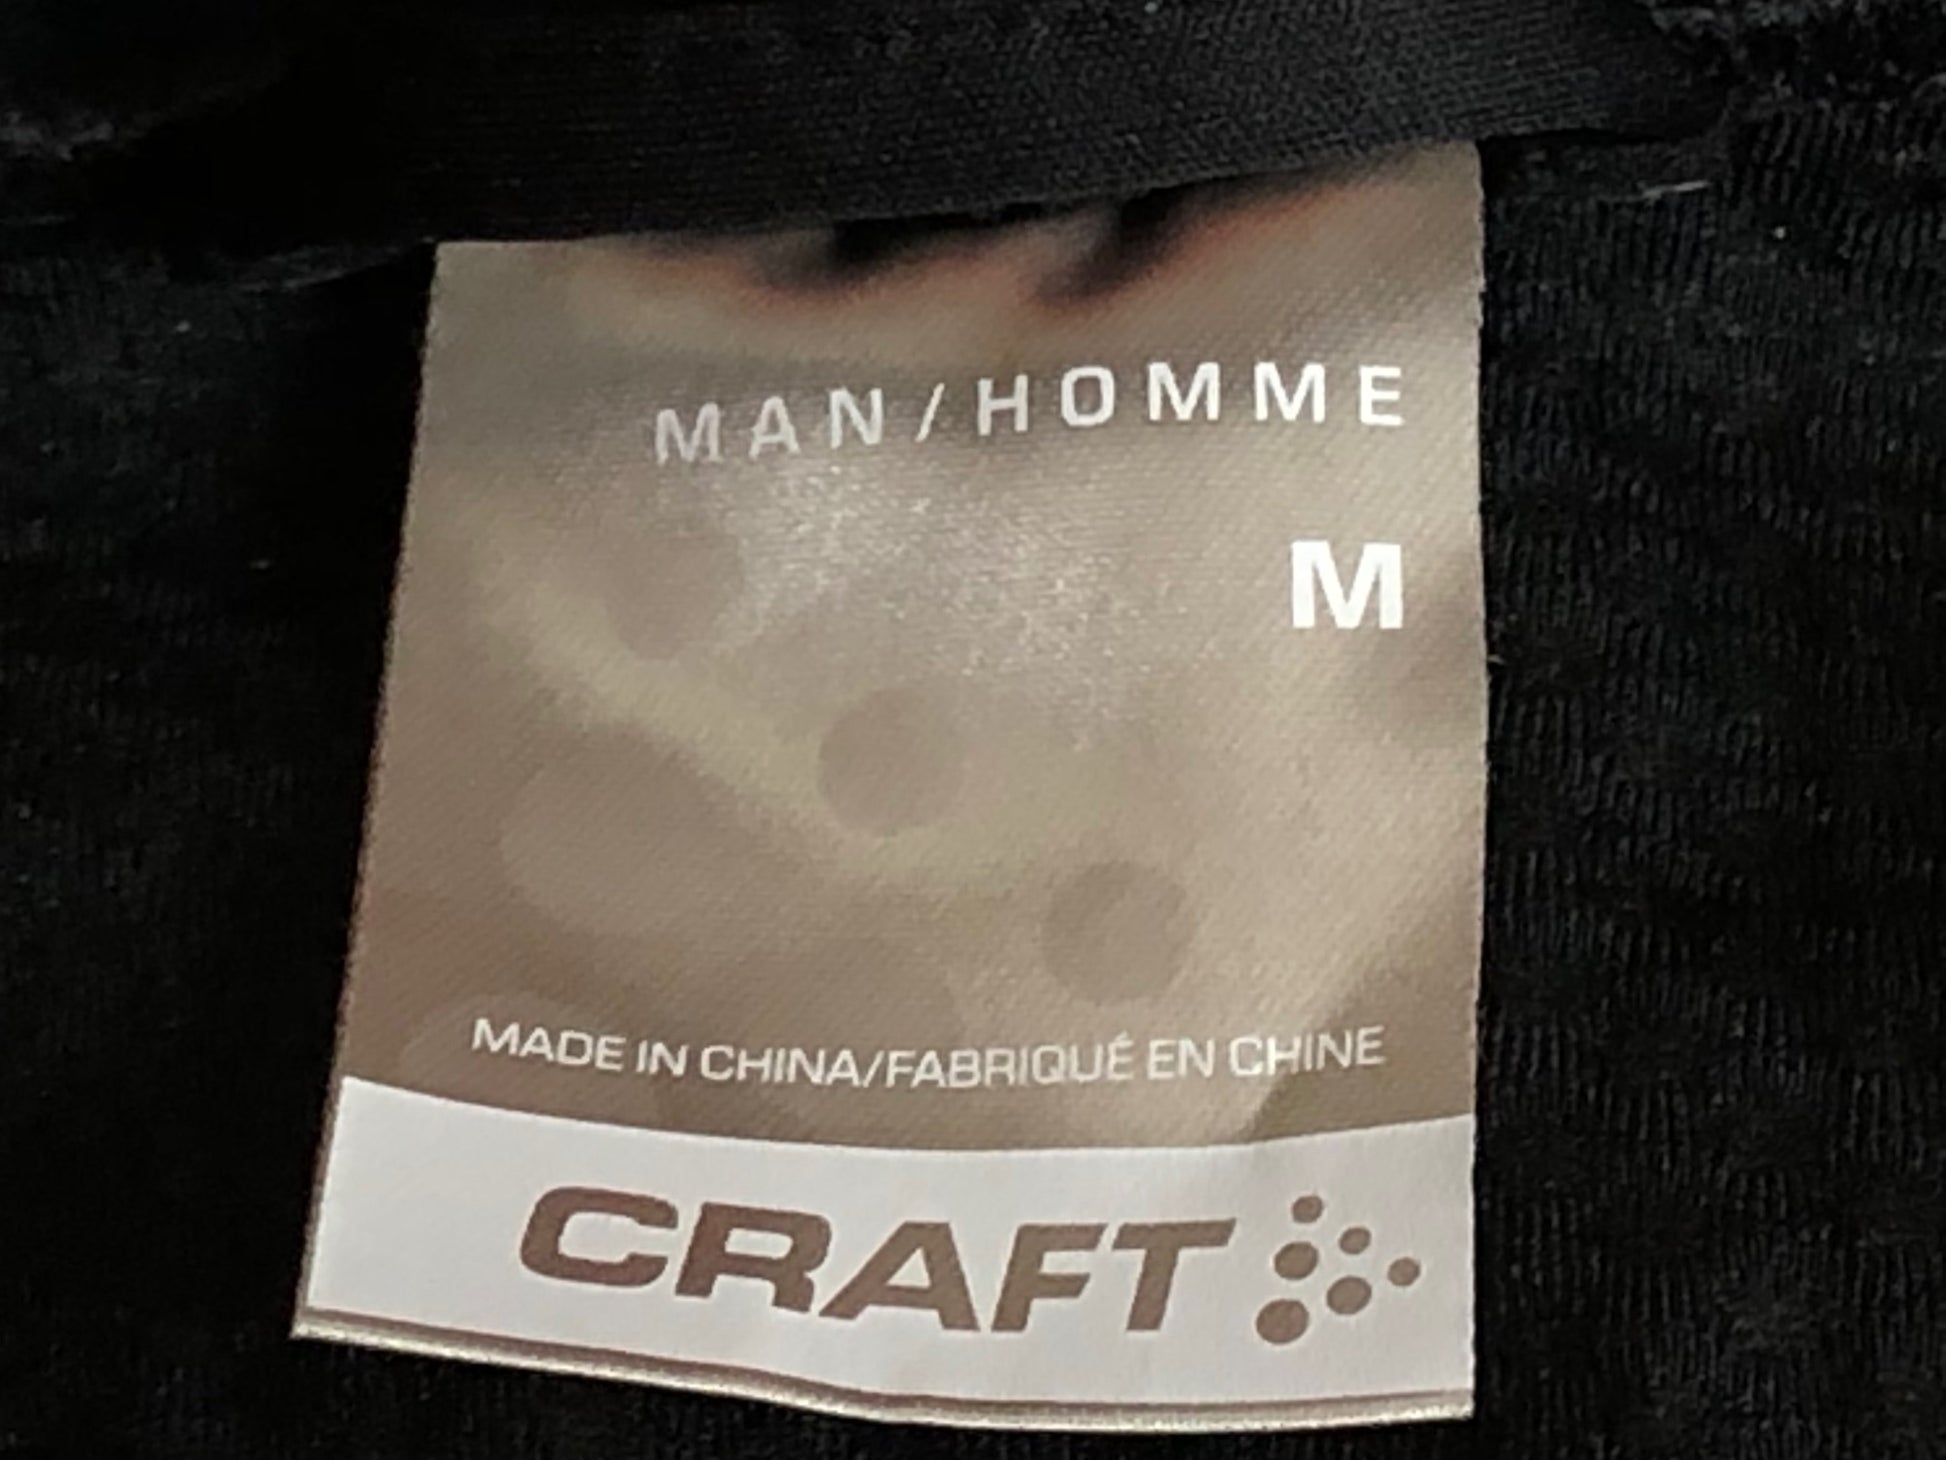 MAN/HOMME
M
MADE IN CHINA/FABRIQUÉ EN CHINE
CRAFT